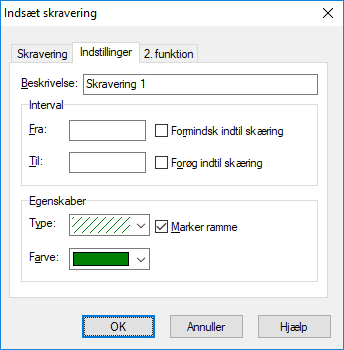 Indsæt skravering
Skravering Indstillinger 2. funktion
Beskrivelse: Skravering 1
Interval
Fra: Formindsk indtil skæring
Til: Forøg indtil skæring
Egenskaber
Type: Marker ramme
Farve:
OK Annuller Hjælp